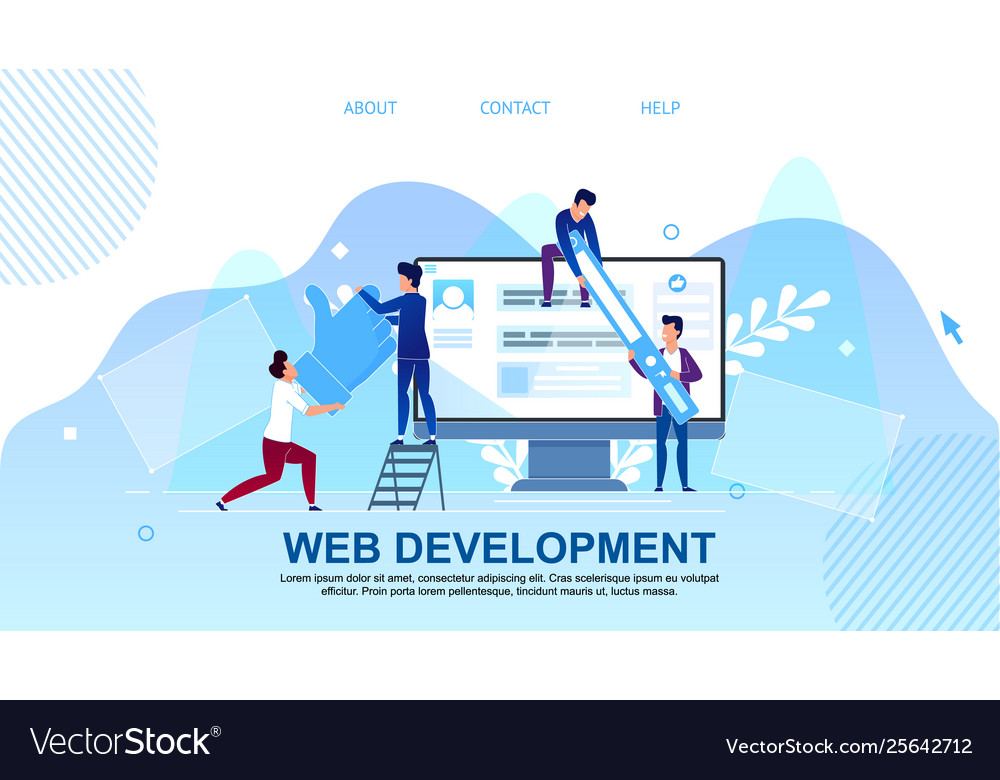 ABOUT CONTACT HELP
WEB DEVELOPMENT
Lorem ipsum dolor sit amet, consectetur adipiscing elit. Cras scelerisque ipsum eu volutpat
efficitur. Proin porta lorem pellentesque, tincidunt mauris ut, luctus massa.
VectorStock® VectorStock.com/25642712